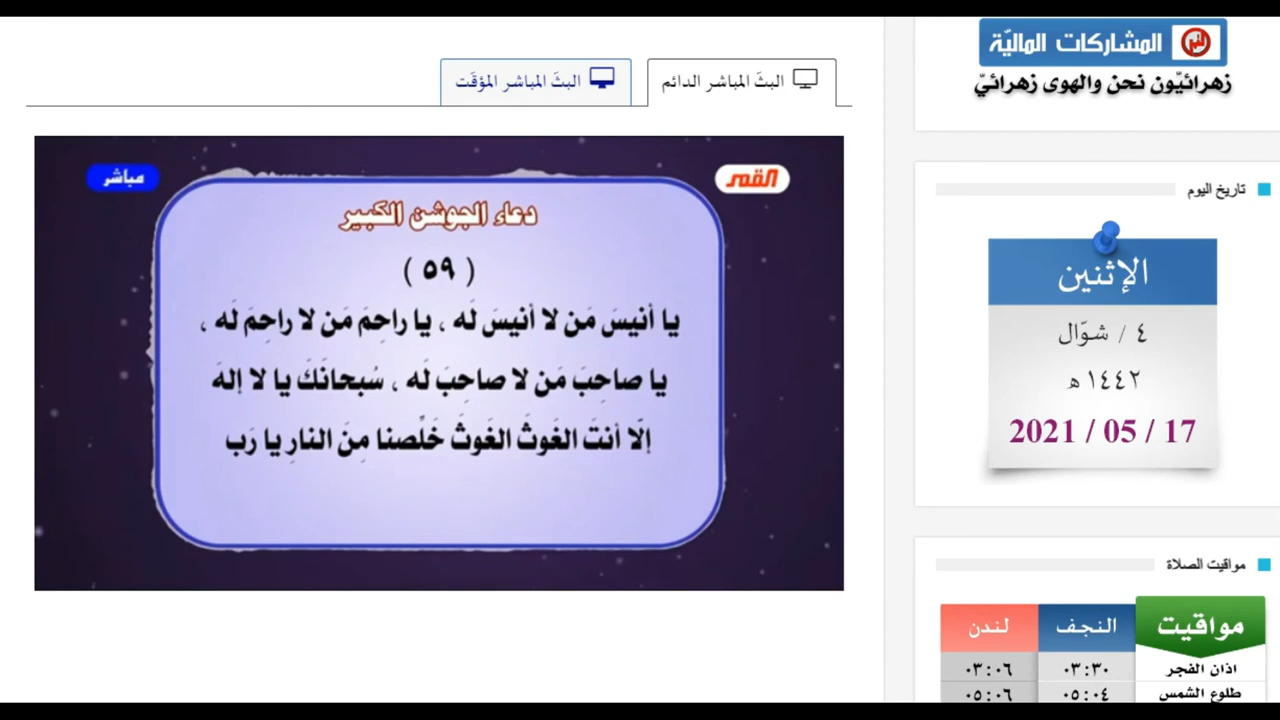 المشاركات الماليّة
زهرائيّون نحن والهوى زهرائيّ
البثّ المباشر الدائم
البثّ المباشر المؤقّت
القمر
مباشر
دعاء الجوشن الكبير
( ٥٩ )
يا أنيسَ مَن لا أنيسَ لَه ، يا راحِمَ مَن لا راحِمَ لَه ،
يا صاحِبَ مَن لا صاحِبَ لَه ، سُبحانَكَ يا لا إلهَ
إلّا أنتَ الغَوثَ الغَوثَ خَلِّصنا مِنَ النارِ يا رَب
تاريخ اليوم
الإثنين
٤ / شوّال
١٤٤٢ هـ
2021 / 05 / 17
مواقيت الصلاة
مواقيت النجف لندن
اذان الفجر ٠٣:٣٠ ٠٣:٠٦
طلوع الشمس ٠٥:٠٤ ٠٥:٠٦